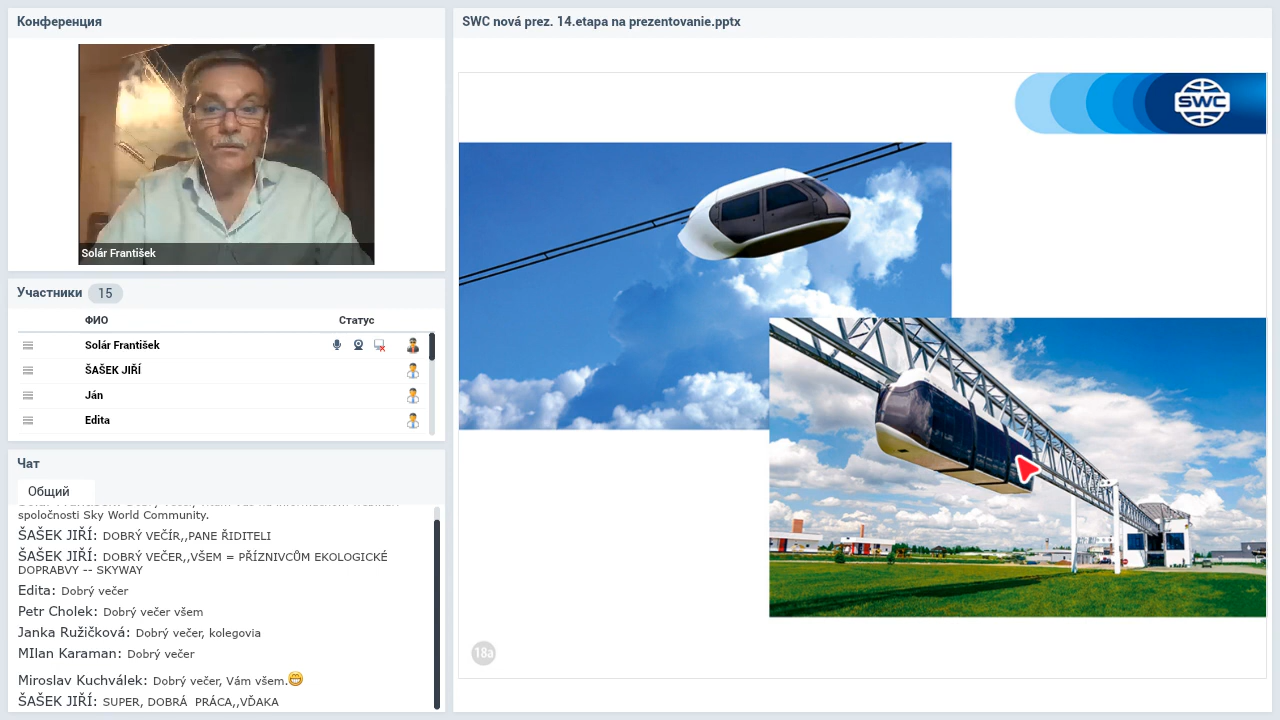 Конференция
Solár František
Участники 15
ФИО Статус
Solár František
ŠAŠEK JIŘÍ
Ján
Edita
Чат
Общий
spoločnosti Sky World Community.
ŠAŠEK JIŘÍ: DOBRÝ VEČÍR,,PANE ŘIDITELI
ŠAŠEK JIŘÍ: DOBRÝ VEČER,,VŠEM = PŘÍZNIVCŮM EKOLOGICKÉ
DOPRABVY -- SKYWAY
Edita: Dobrý večer
Petr Cholek: Dobrý večer všem
Janka Ružičková: Dobrý večer, kolegovia
MIlan Karaman: Dobrý večer
Miroslav Kuchválek: Dobrý večer, Vám všem.
ŠAŠEK JIŘÍ: SUPER, DOBRÁ PRÁCA,,VĎAKA
SWC nová prez. 14.etapa na prezentovanie.pptx
SWC
18a